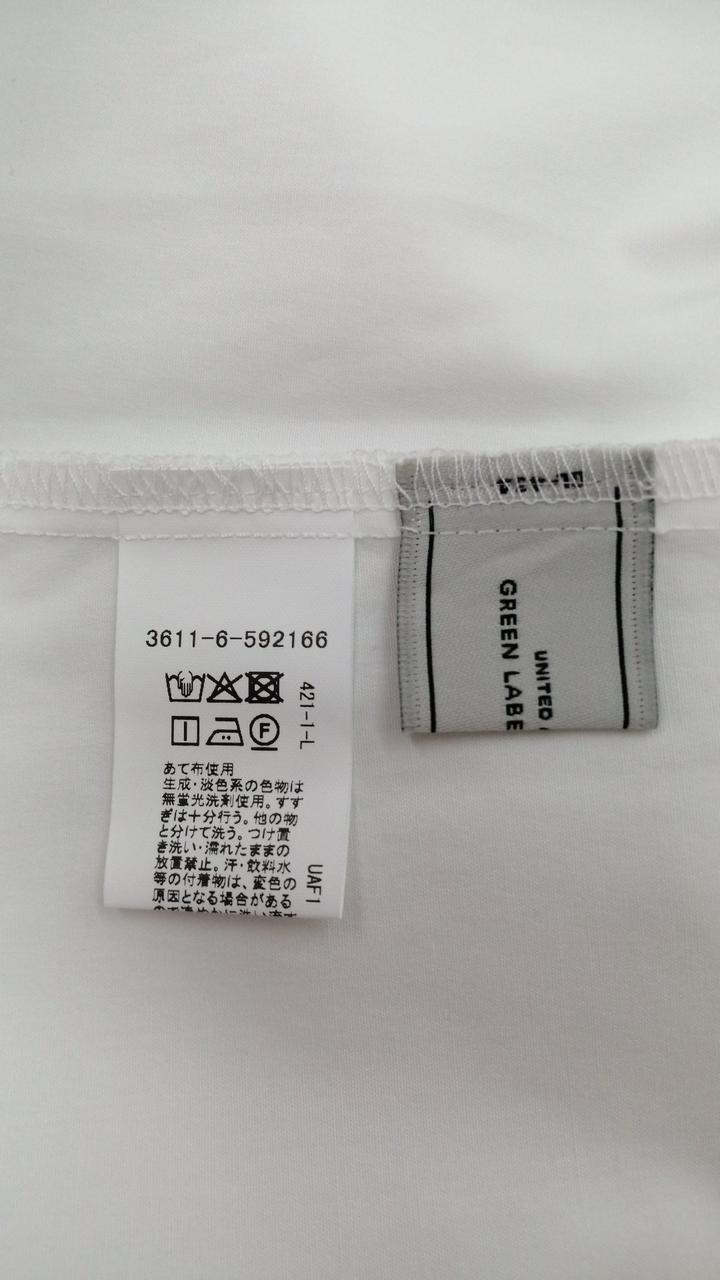 3611-6-592166
421-1-L
F
あて布使用
生成・淡色系の色物は
無蛍光洗剤使用。すす
ぎは十分行う。他の物
と分けて洗う。つけ置
き洗い・濡れたままの
放置禁止。汗・飲料水
等の付着物は、変色の
原因となる場合がある
UAF1
UNITED
GREEN LABE